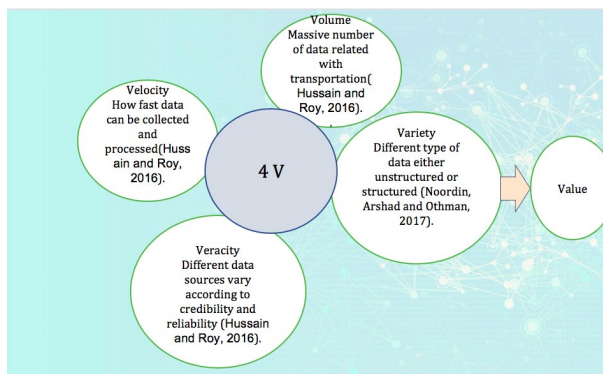 Volume
Massive number
of data related
with
transportation(
Hussain and
Roy, 2016).
.
Velocity
How fast data
can be collected
and
processed(Huss
ain and Roy,
2016).
4 V
Variety
Different type of
data either
unstructured or
structured (Noordin,
Arshad and Othman,
2017).
Value
Veracity
Different data
sources vary
according to
credibility and
reliability (Hussain
and Roy, 2016).